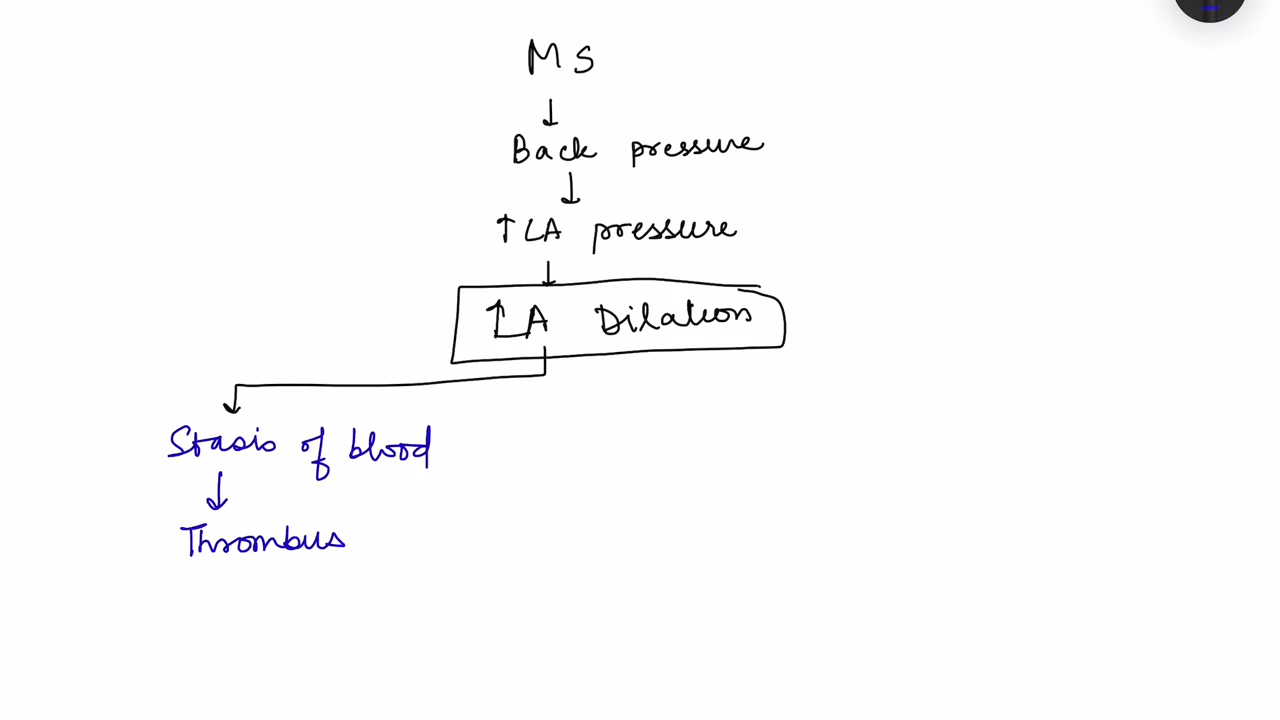 MS
↓
Back pressure
↓
↑LA pressure
↓
↑LA Dilation
Stasis of blood
↓
Thrombus